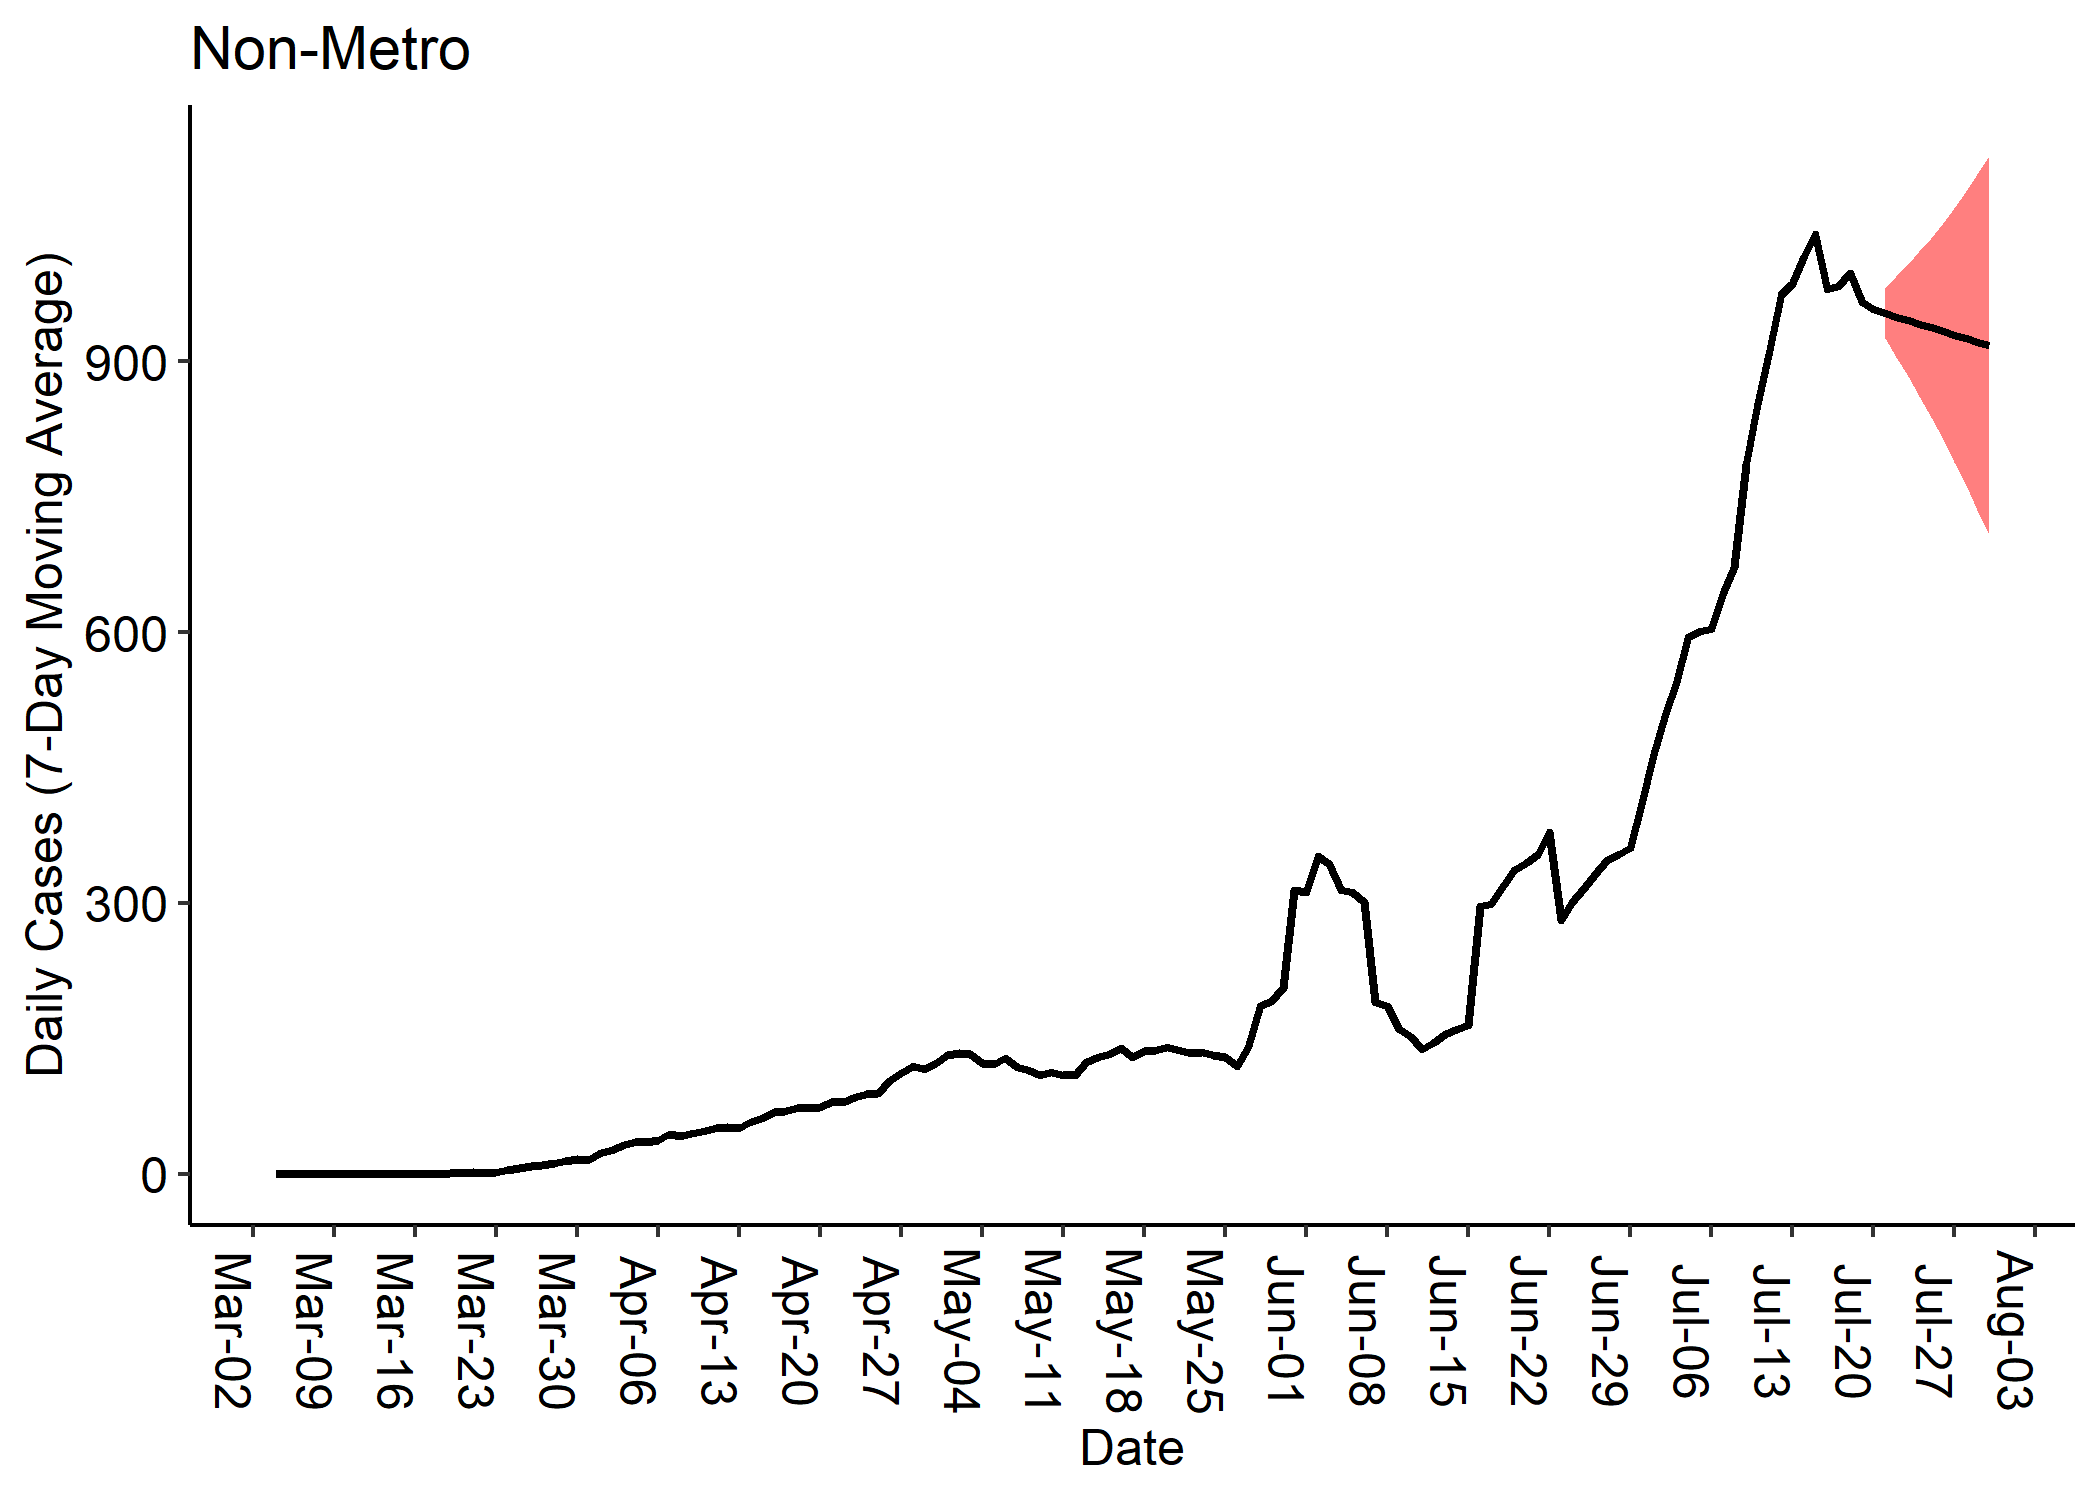 Non-Metro
Daily Cases (7-Day Moving Average)
900
600
300
0
Mar-02
Mar-09
Mar-16
Mar-23
Mar-30
Apr-06
Apr-13
Apr-20
Apr-27
May-04
May-11
May-18
May-25
Jun-01
Jun-08
Jun-15
Jun-22
Jun-29
Jul-06
Jul-13
Jul-20
Jul-27
Aug-03
Date